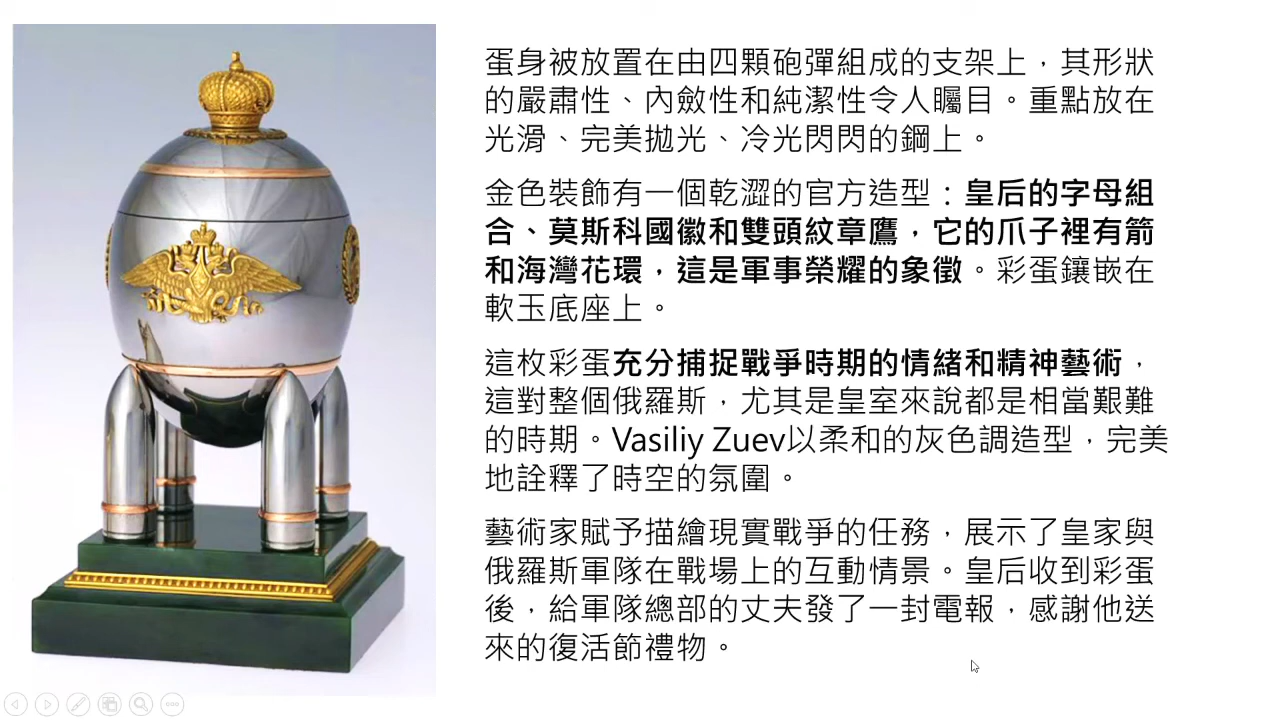 蛋身被放置在由四顆砲彈組成的支架上，其形狀
的嚴肅性、內斂性和純潔性令人矚目。重點放在
光滑、完美拋光、冷光閃閃的鋼上。
金色裝飾有一個乾澀的官方造型：皇后的字母組
合、莫斯科國徽和雙頭紋章鷹，它的爪子裡有箭
和海灣花環，這是軍事榮耀的象徵。彩蛋鑲嵌在
軟玉底座上。
這枚彩蛋充分捕捉戰爭時期的情緒和精神藝術，
這對整個俄羅斯，尤其是皇室來說都是相當艱難
的時期。Vasiliy Zuev以柔和的灰色調造型，完美
地詮釋了時空的氛圍。
藝術家賦予描繪現實戰爭的任務，展示了皇家與
俄羅斯軍隊在戰場上的互動情景。皇后收到彩蛋
後，給軍隊總部的丈夫發了一封電報，感謝他送
來的復活節禮物。